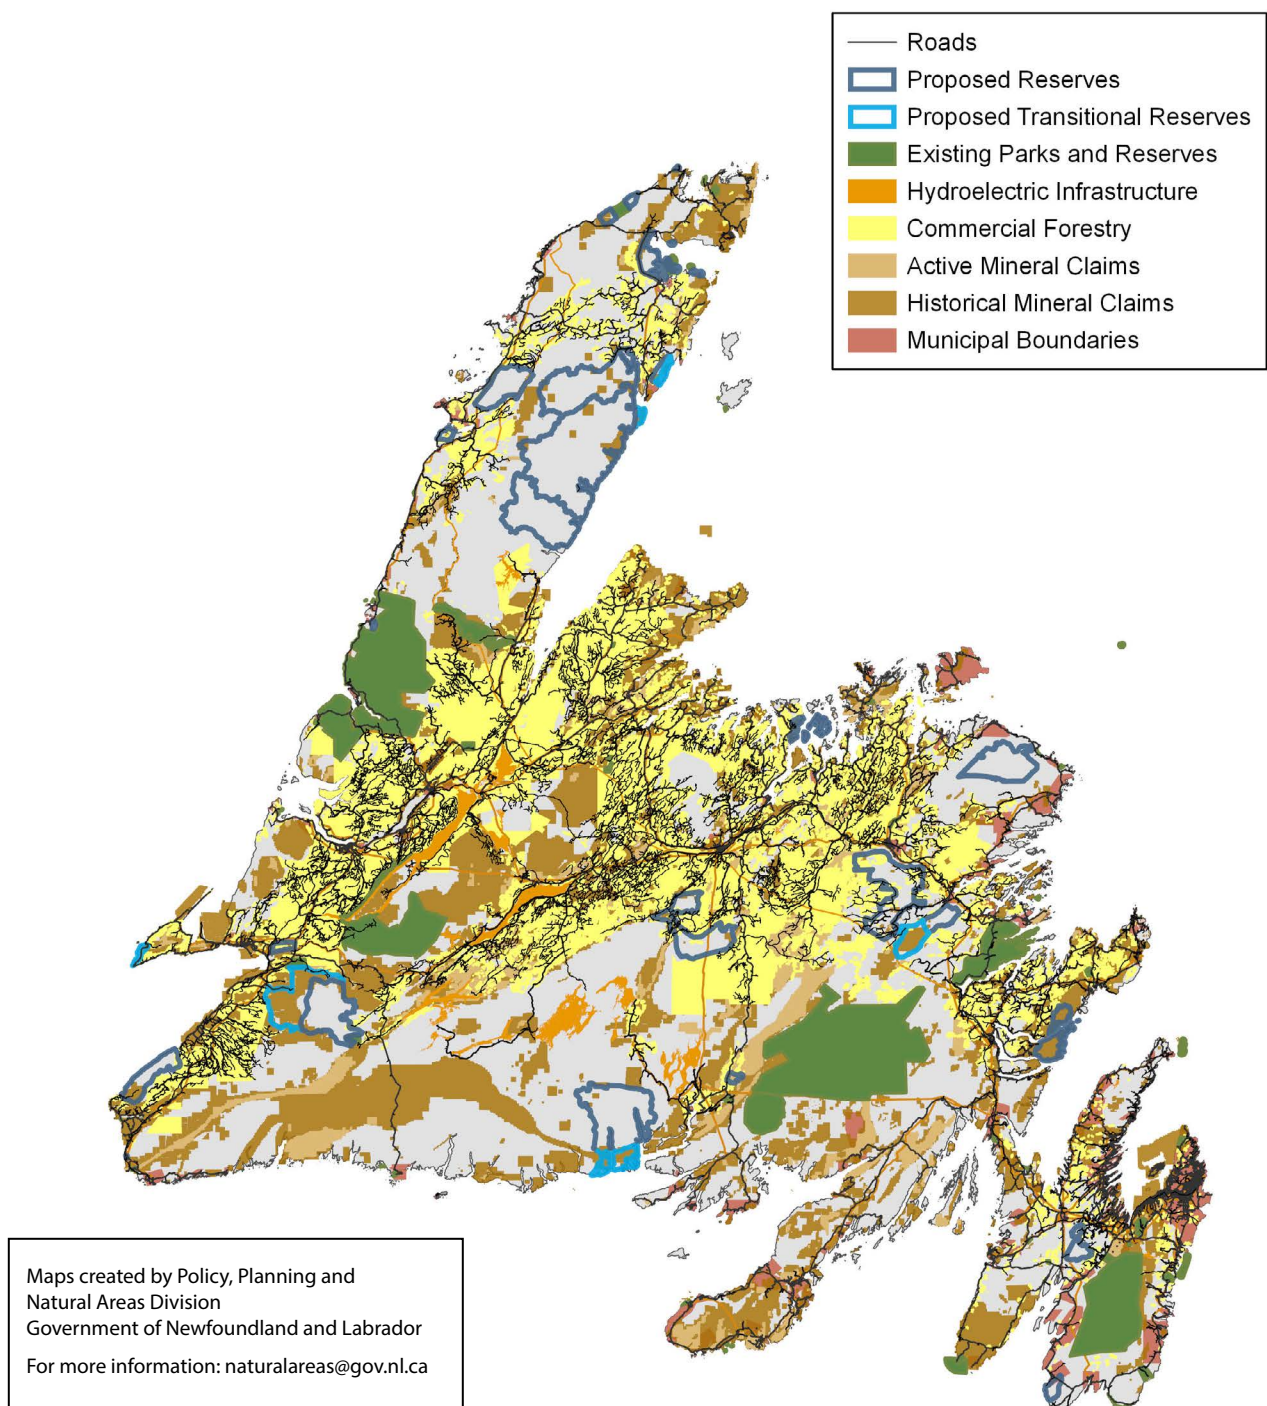 Roads
Proposed Reserves
Proposed Transitional Reserves
Existing Parks and Reserves
Hydroelectric Infrastructure
Commercial Forestry
Active Mineral Claims
Historical Mineral Claims
Municipal Boundaries
Maps created by Policy, Planning and
Natural Areas Division
Government of Newfoundland and Labrador
For more information: naturalareas@gov.nl.ca